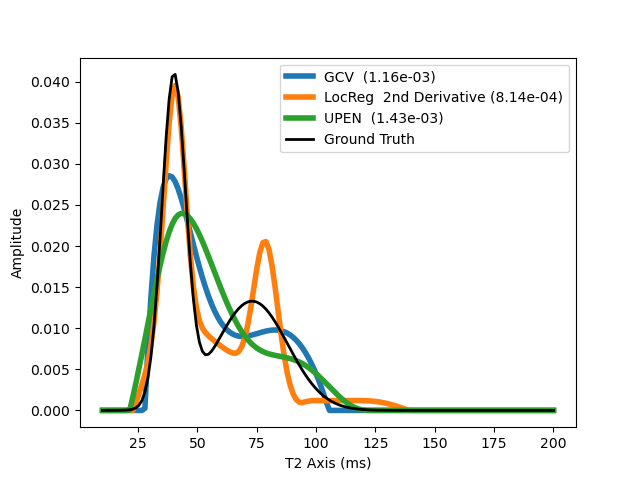 GCV  (1.16e-03)
LocReg  2nd Derivative (8.14e-04)
UPEN  (1.43e-03)
Ground Truth
Amplitude
0.040
0.035
0.030
0.025
0.020
0.015
0.010
0.005
0.000
25 50 75 100 125 150 175 200
T2 Axis (ms)